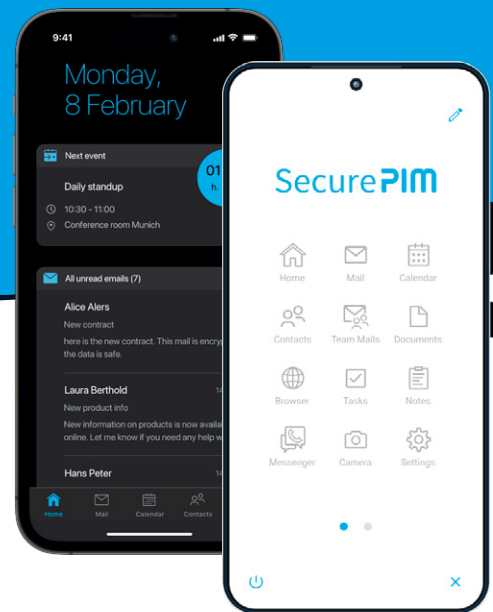 9:41
Monday,
8 February
Next event
01
h.
Daily standup
10:30 - 11:00
Conference room Munich
All unread emails (7)
Alice Alers
New contract
here is the new contract. This mail is encryp
the data is safe.
Laura Berthold
14
New product info
New information on products is now availa
online. Let me know if you need any help w
Hans Peter
14
Home Mail Calendar Contacts
SecurePIM
Home Mail Calendar
Contacts Team Mails Documents
Browser Tasks Notes
Messenger Camera Settings